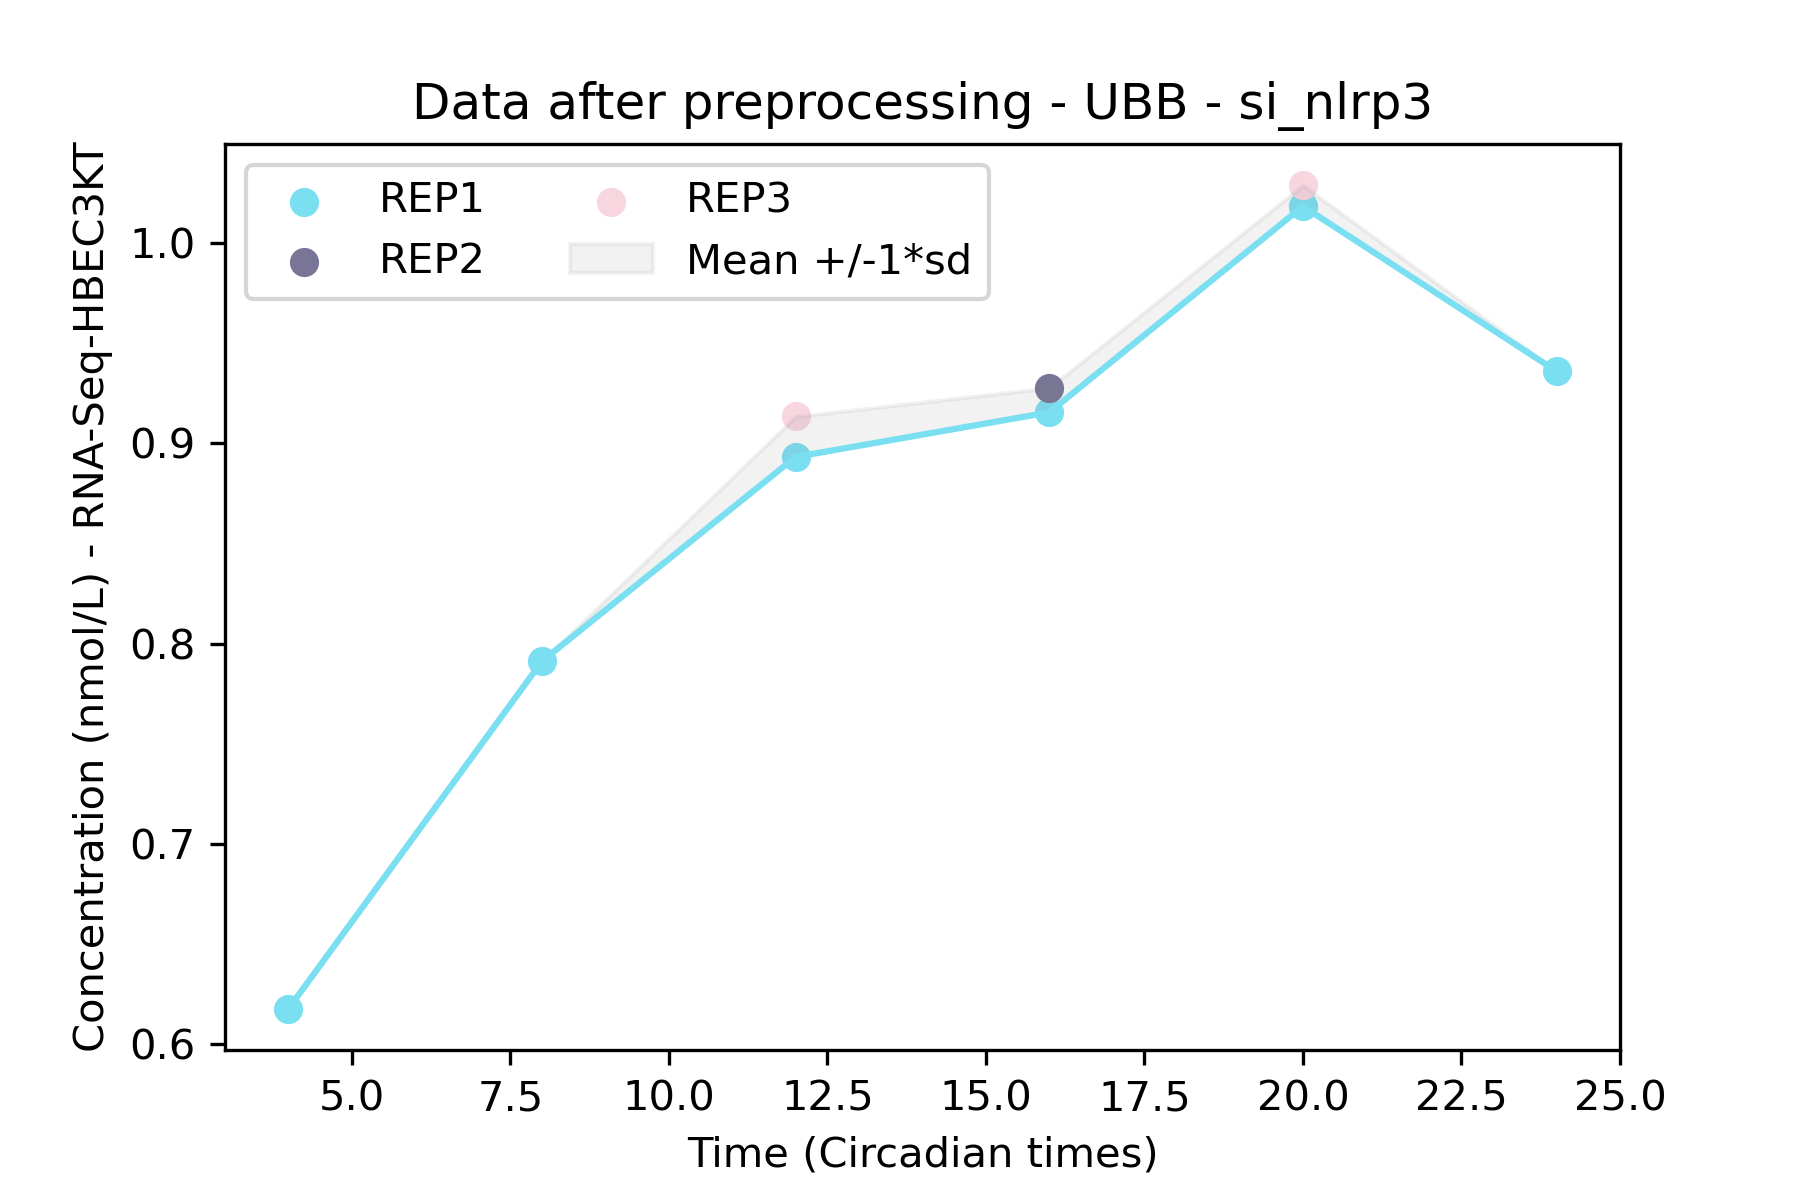 Data after preprocessing - UBB - si_nlrp3
REP1
REP2
REP3
Mean +/-1*sd
Concentration (nmol/L) - RNA-Seq-HBEC3KT
1.0
0.9
0.8
0.7
0.6
5.0 7.5 10.0 12.5 15.0 17.5 20.0 22.5 25.0
Time (Circadian times)